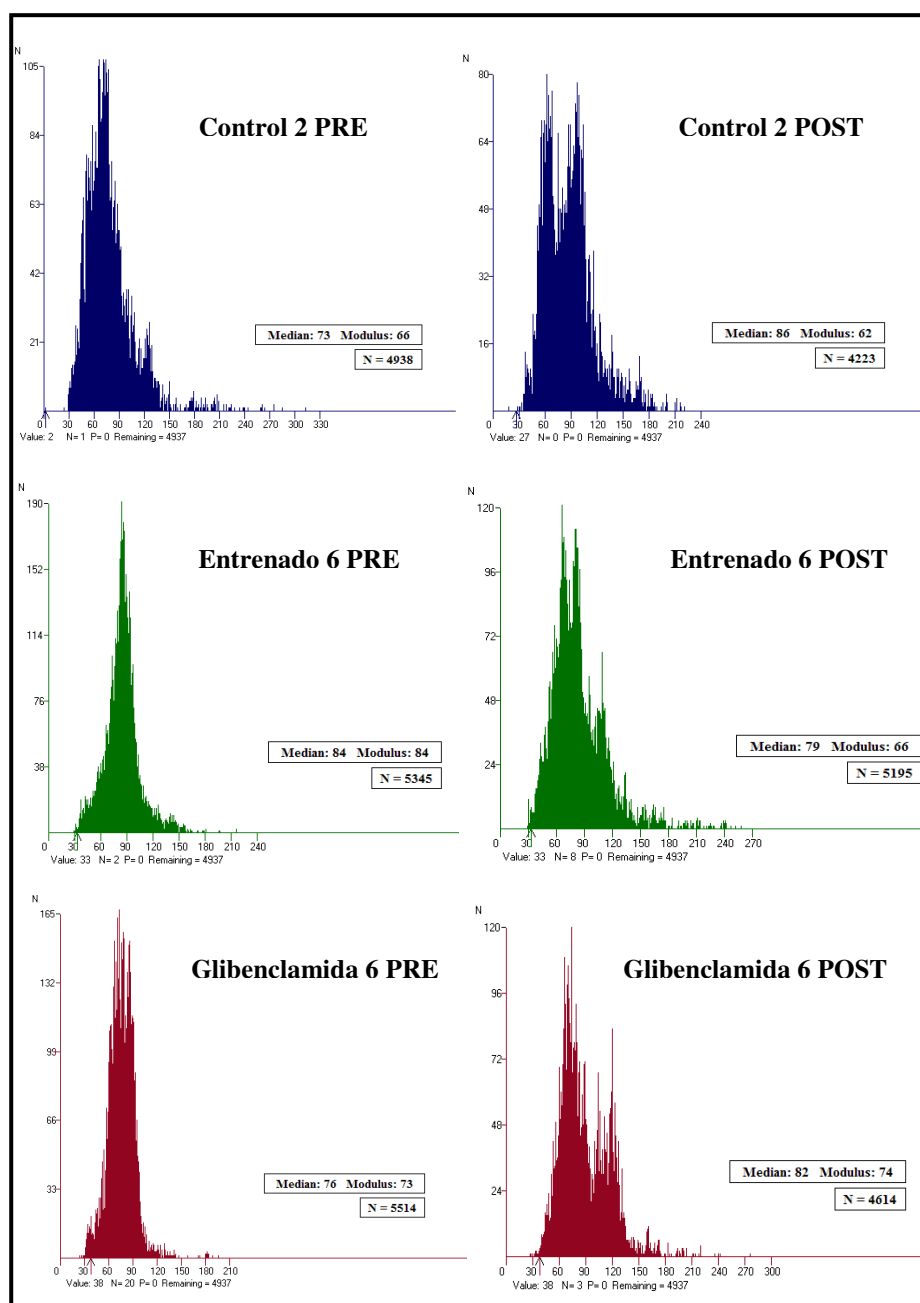 N
105
84
63
42
21
Control 2 PRE
Median: 73 Modulus: 66
N = 4938
0 30 60 90 120 150 180 210 240 270 300 330
Value: 2 N= 1 P= 0 Remaining = 4937
N
80
64
48
32
16
Control 2 POST
Median: 86 Modulus: 62
N = 4223
0 30 60 90 120 150 180 210 240
Value: 27 N= 0 P= 0 Remaining = 4937
N
190
152
114
76
38
Entrenado 6 PRE
Median: 84 Modulus: 84
N = 5345
0 30 60 90 120 150 180 210 240
Value: 33 N= 2 P= 0 Remaining = 4937
N
120
96
72
48
24
Entrenado 6 POST
Median: 79 Modulus: 66
N = 5195
0 30 60 90 120 150 180 210 240 270
Value: 33 N= 8 P= 0 Remaining = 4937
N
165
132
99
66
33
Glibenclamida 6 PRE
Median: 76 Modulus: 73
N = 5514
0 30 60 90 120 150 180 210
Value: 38 N= 20 P= 0 Remaining = 4937
N
120
96
72
48
24
Glibenclamida 6 POST
Median: 82 Modulus: 74
N = 4614
0 30 60 90 120 150 180 210 240 300
Value: 38 N= 3 P= 0 Remaining = 4937